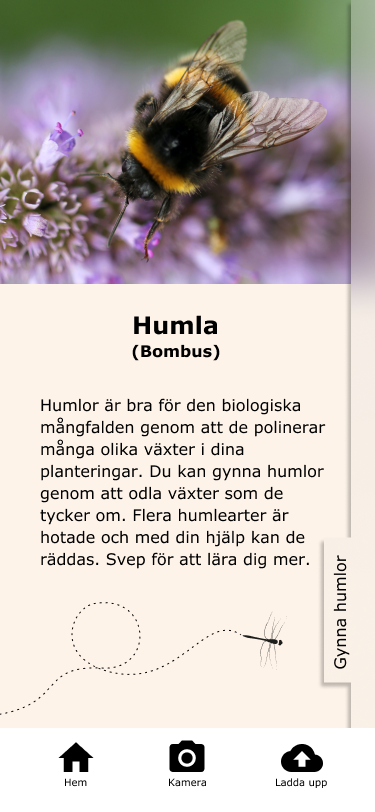 Humla
(Bombus)
Humlor är bra för den biologiska
mångfalden genom att de polinerar
många olika växter i dina
planteringar. Du kan gynna humlor
genom att odla växter som de
tycker om. Flera humlearter är
hotade och med din hjälp kan de
räddas. Svep för att lära dig mer.
Gynna humlor
Hem
Kamera
Ladda upp